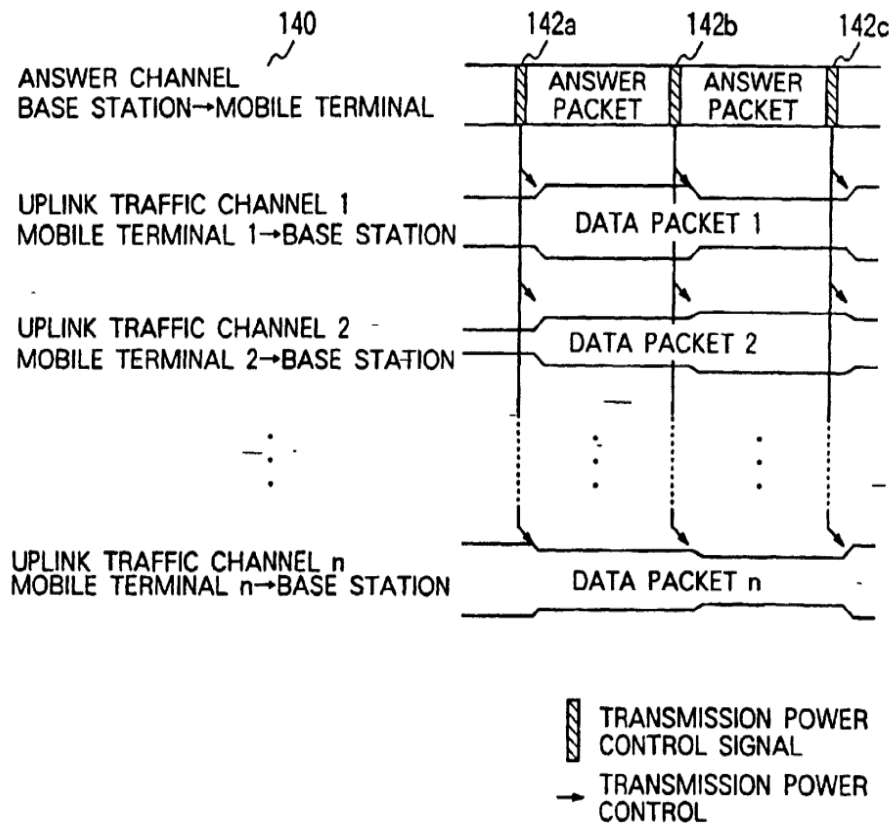 140
142a
142b
142c
ANSWER CHANNEL
BASE STATION→MOBILE TERMINAL
ANSWER
PACKET
ANSWER
PACKET
UPLINK TRAFFIC CHANNEL 1
MOBILE TERMINAL 1→BASE STATION
DATA PACKET 1
UPLINK TRAFFIC CHANNEL 2
MOBILE TERMINAL 2→BASE STATION
DATA PACKET 2
UPLINK TRAFFIC CHANNEL n
MOBILE TERMINAL n→BASE STATION
DATA PACKET n
TRANSMISSION POWER
CONTROL SIGNAL
TRANSMISSION POWER
CONTROL